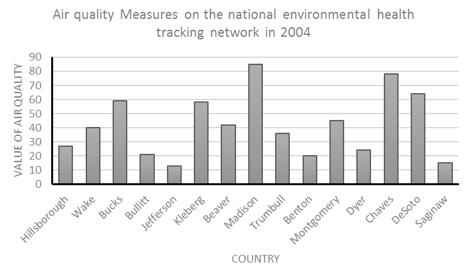 Air quality Measures on the national environmental health
tracking network in 2004
VALUE OF AIR QUALITY
90
80
70
60
50
40
30
20
10
0
Hillsborough
Wake
Bucks
Bullitt
Jefferson
Kleberg
Beaver
Madison
Trumbull
Benton
Montgomery
Dyer
Chaves
DeSoto
Saginaw
COUNTRY